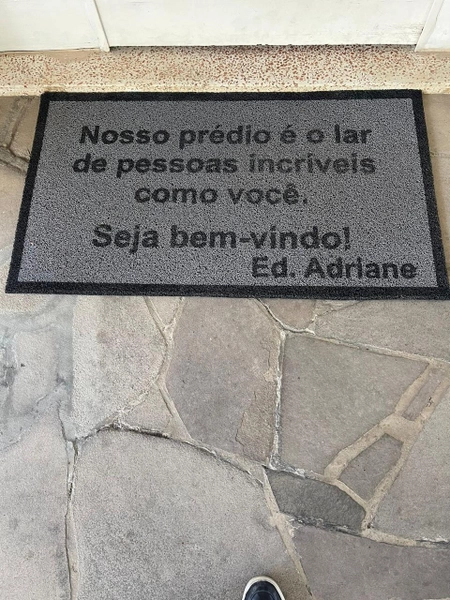 Nosso prédio é o lar
de pessoas incríveis
como você.
Seja bem-vindo!
Ed. Adriane